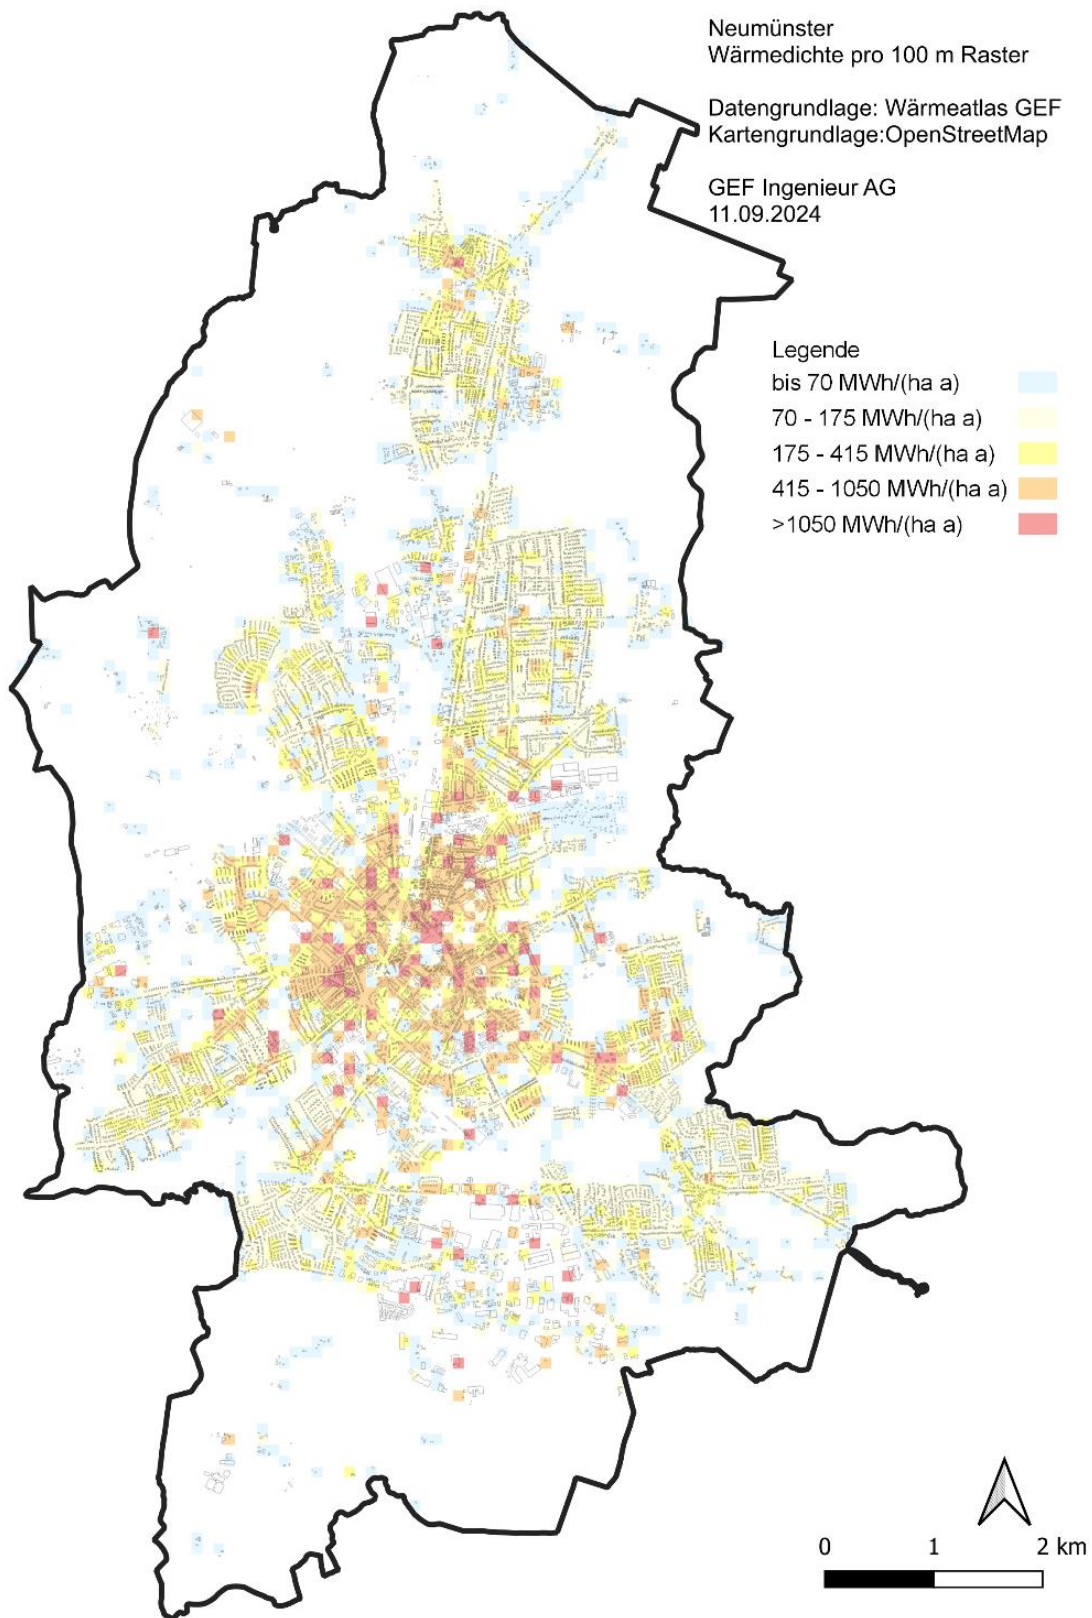 Neumünster
Wärmedichte pro 100 m Raster
Datengrundlage: Wärmeatlas GEF
Kartengrundlage:OpenStreetMap
GEF Ingenieur AG
11.09.2024
Legende
bis 70 MWh/(ha a)
70 - 175 MWh/(ha a)
175 - 415 MWh/(ha a)
415 - 1050 MWh/(ha a)
>1050 MWh/(ha a)
0 1 2 km